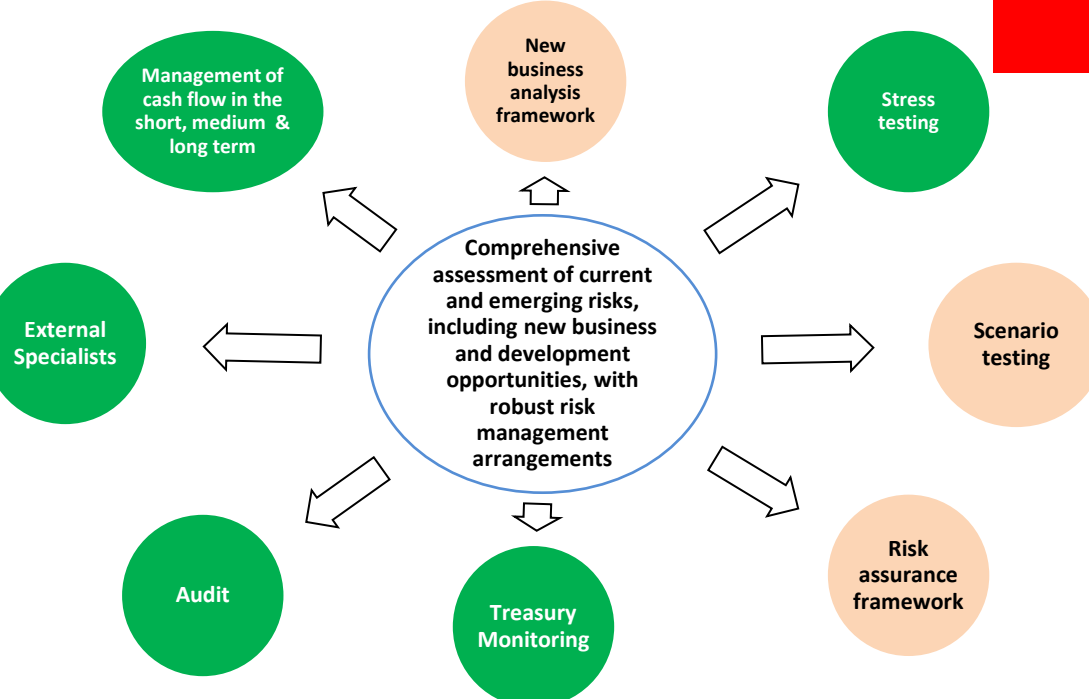 New
business
analysis
framework
Management of
cash flow in the
short, medium &
long term
Stress
testing
Comprehensive
assessment of current
and emerging risks,
including new business
and development
opportunities, with
robust risk
management
arrangements
External
Specialists
Scenario
testing
Audit
Treasury
Monitoring
Risk
assurance
framework